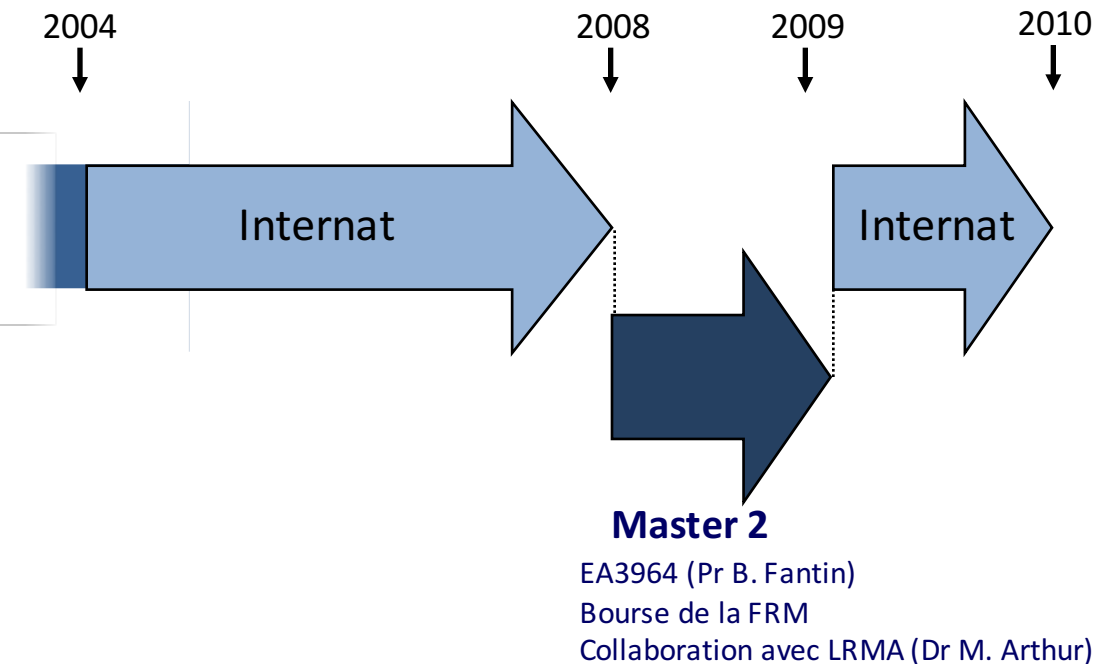 2004 2008 2009 2010
Internat Internat
Master 2
EA3964 (Pr B. Fantin)
Bourse de la FRM
Collaboration avec LRMA (Dr M. Arthur)